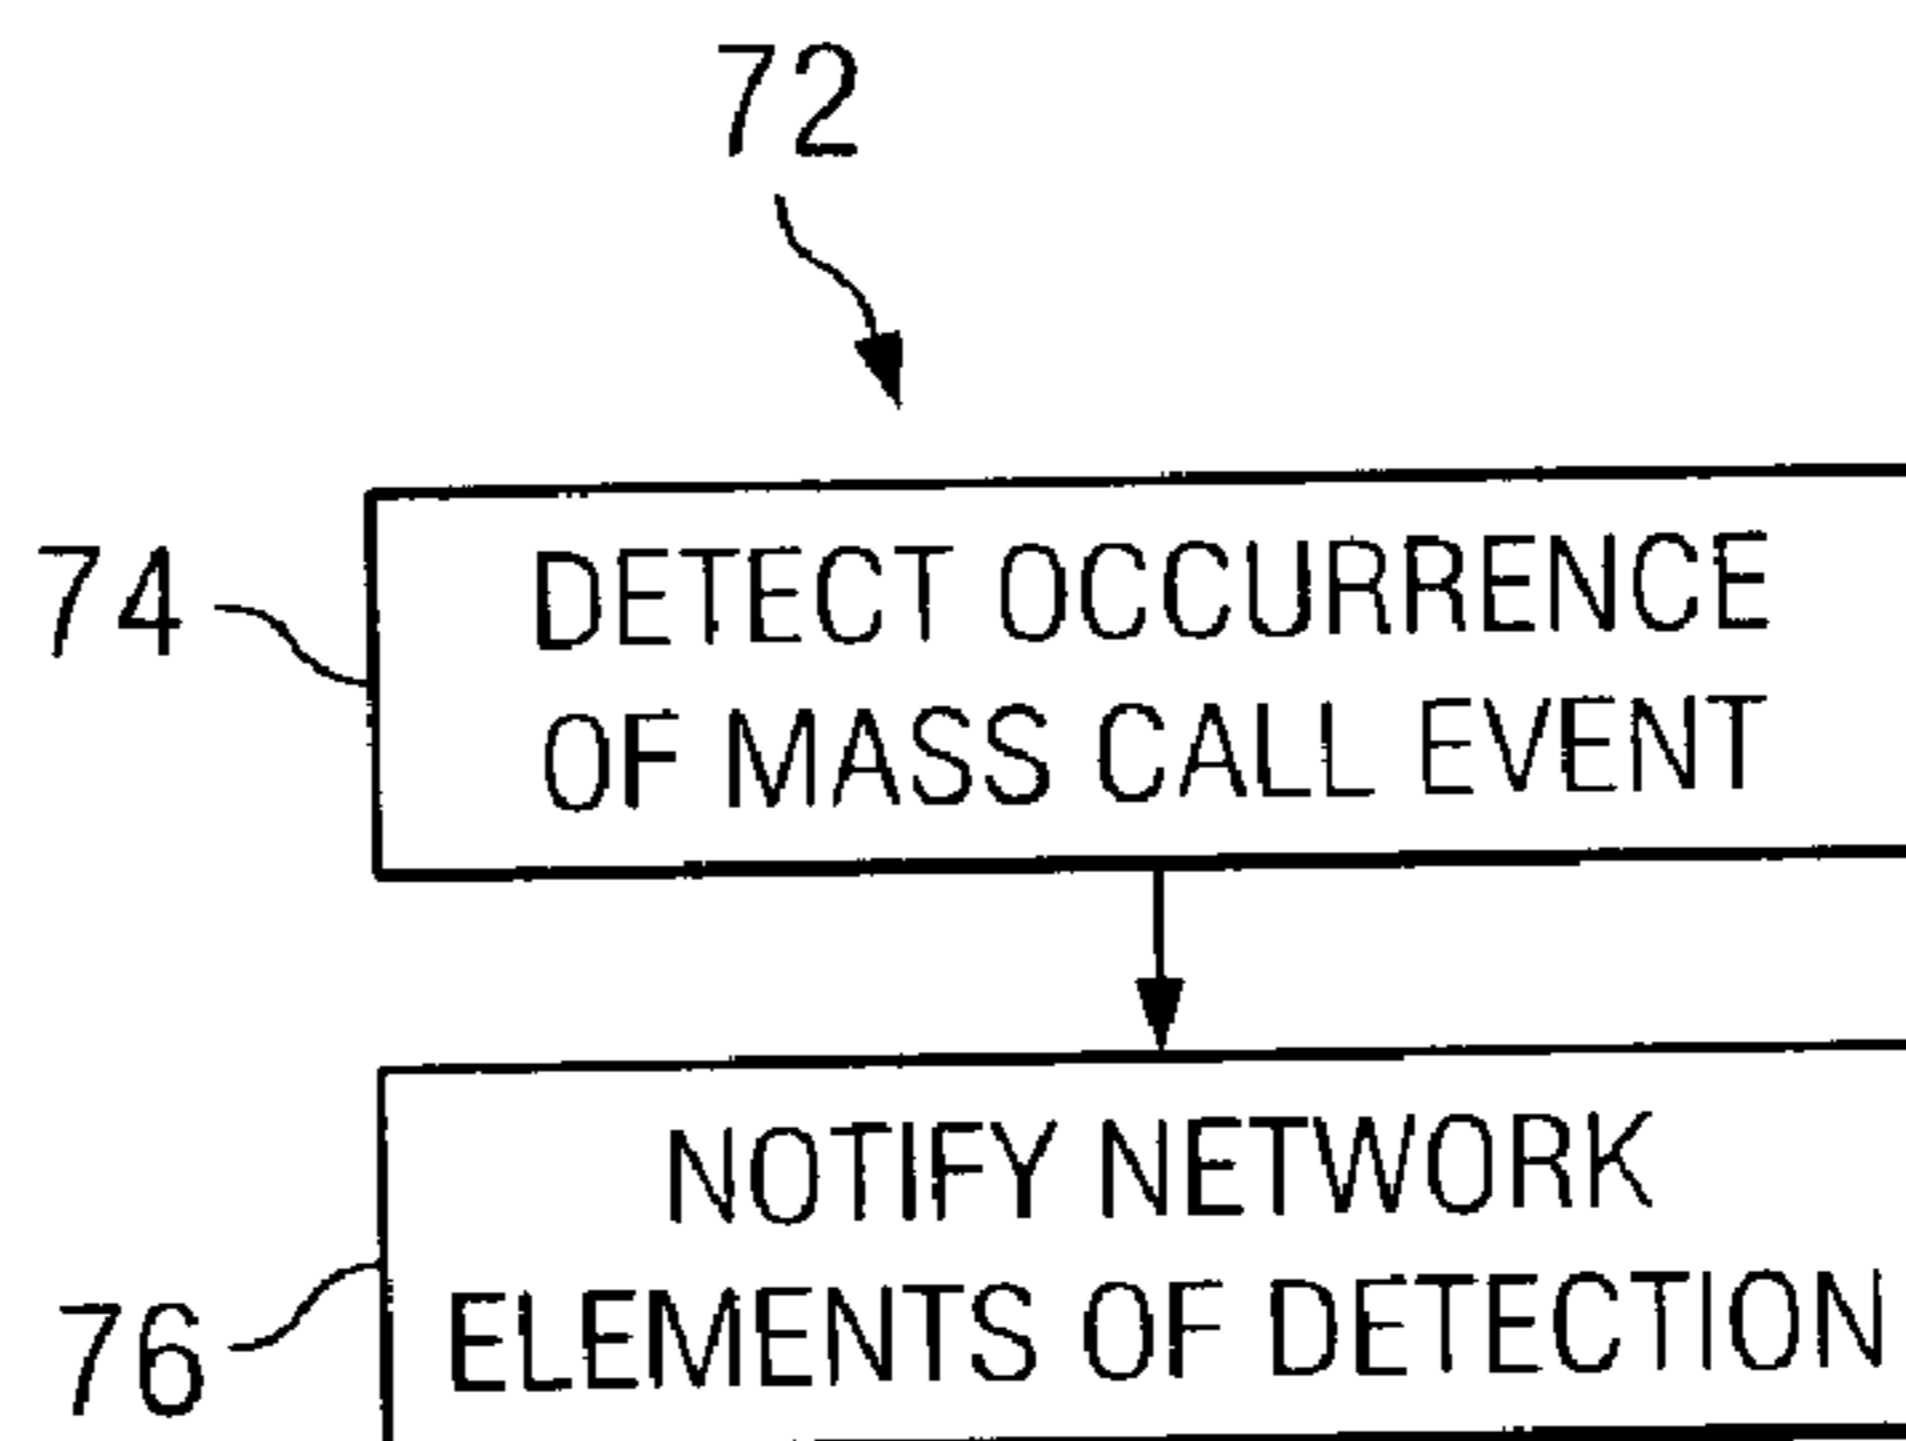 72
74
DETECT OCCURRENCE
OF MASS CALL EVENT
NOTIFY NETWORK
ELEMENTS OF DETECTION
76